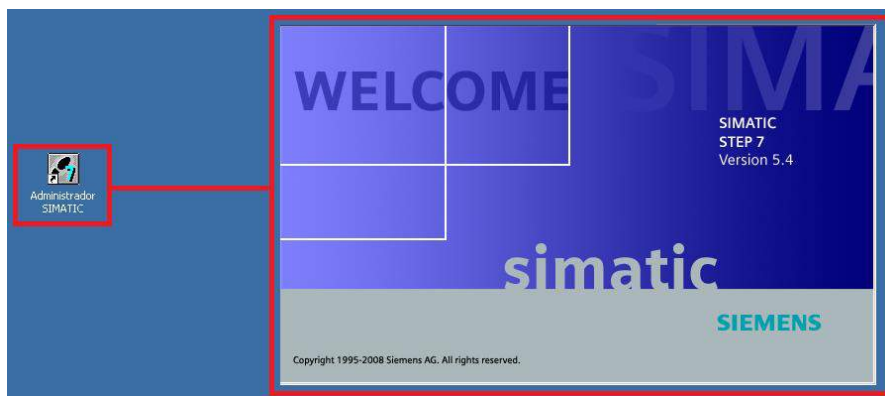 Administrador
SIMATIC
WELCOME
SIMA
SIMATIC
STEP 7
Version 5.4
simatic
SIEMENS
Copyright 1995-2008 Siemens AG. All rights reserved.